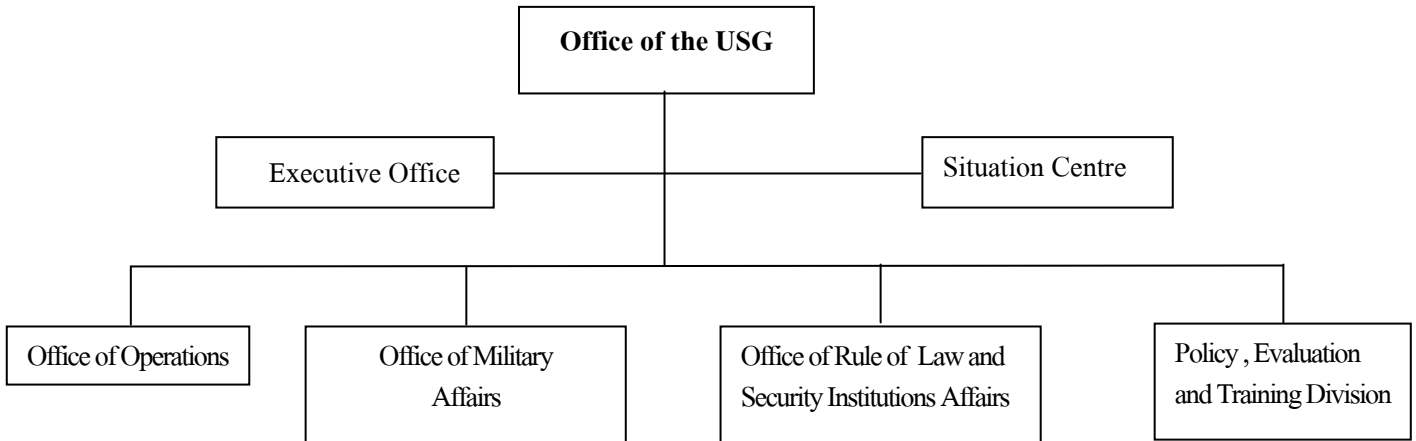 Office of the USG
Executive Office
Situation Centre
Office of Operations
Office of Military
Affairs
Office of Rule of Law and
Security Institutions Affairs
Policy , Evaluation
and Training Division